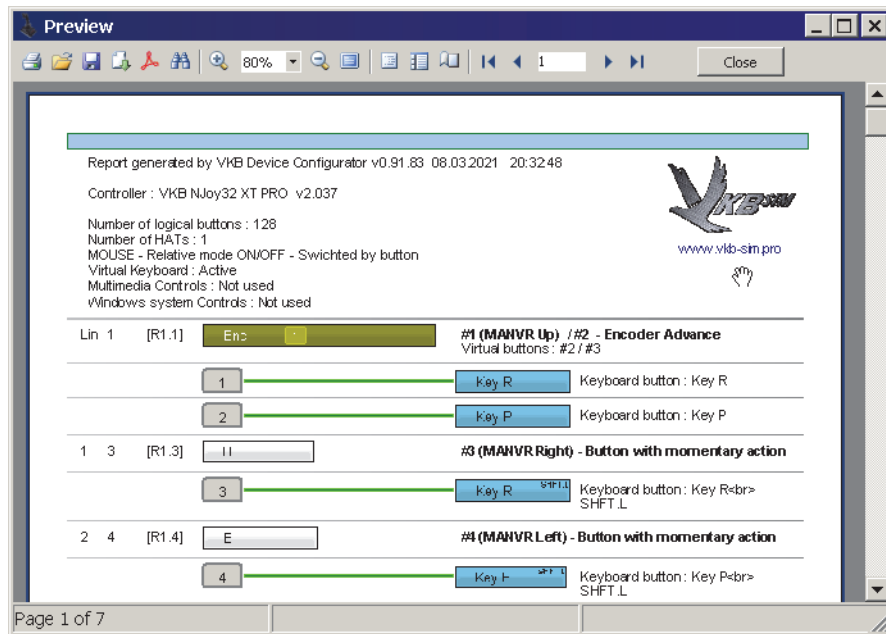 Preview
80%
1
Close
Report generated by VKB Device Configurator v0.91.83 08.03.2021 20:32:48
Controller : VKB NJoy32 XT PRO v2.037
VKBSIM
www.vkb-sim.pro
Number of logical buttons : 128
Number of HATs : 1
MOUSE - Relative mode ON/OFF - Swichted by button
Virtual Keyboard : Active
Multimedia Controls : Not used
Windows system Controls : Not used
Lin 1 [R1.1] Enc #1 (MANVR Up) / #2 - Encoder Advance
Virtual buttons : #2 / #3
1 Key R Keyboard button : Key R
2 Key P Keyboard button : Key P
1 3 [R1.3] #3 (MANVR Right) - Button with momentary action
3 Key R SHFT.L Keyboard button : Key R<br>
SHFT.L
2 4 [R1.4] #4 (MANVR Left) - Button with momentary action
4 Key Keyboard button : Key P<br>
SHFT.L
Page 1 of 7